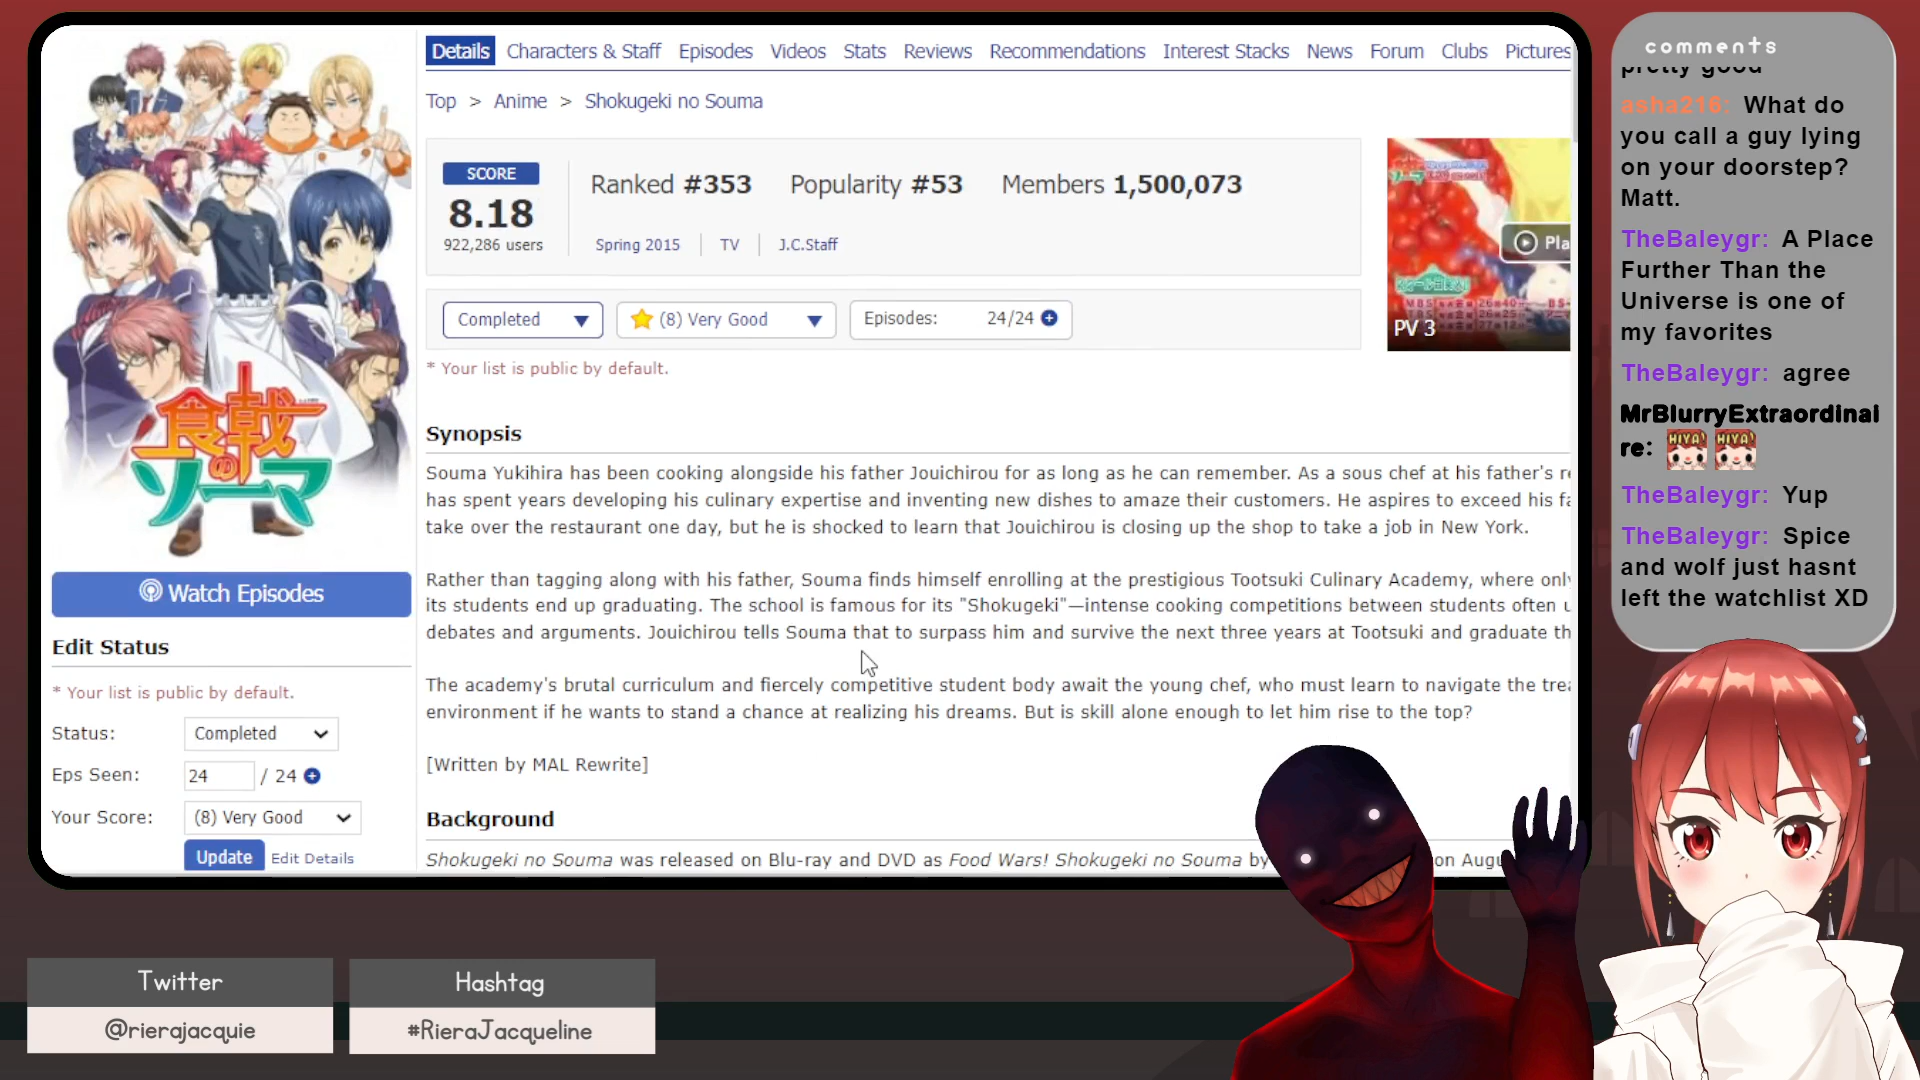 Details Characters & Staff Episodes Videos Stats Reviews Recommendations Interest Stacks News Forum Clubs Pictures
Top > Anime > Shokugeki no Souma
SCORE
8.18
922,286 users
Ranked #353 Popularity #53 Members 1,500,073
Spring 2015 TV J.C.Staff
PV 3
Completed (8) Very Good Episodes: 24/24
* Your list is public by default.
Synopsis
Souma Yukihira has been cooking alongside his father Jouichirou for as long as he can remember. As a sous chef at his father's
has spent years developing his culinary expertise and inventing new dishes to amaze their customers. He aspires to exceed his
take over the restaurant one day, but he is shocked to learn that Jouichirou is closing up the shop to take a job in New York.
Rather than tagging along with his father, Souma finds himself enrolling at the prestigious Tootsuki Culinary Academy, where
its students end up graduating. The school is famous for its "Shokugeki"—intense cooking competitions between students often
debates and arguments. Jouichirou tells Souma that to surpass him and survive the next three years at Tootsuki and graduate
The academy's brutal curriculum and fiercely competitive student body await the young chef, who must learn to navigate the
environment if he wants to stand a chance at realizing his dreams. But is skill alone enough to let him rise to the top?
[Written by MAL Rewrite]
Background
Shokugeki no Souma was released on Blu-ray and DVD as Food Wars! Shokugeki no Souma by on
食戟の
ソーマ
Watch Episodes
Edit Status
* Your list is public by default.
Status: Completed
Eps Seen: 24 / 24
Your Score: (8) Very Good
Update Edit Details
comments
pretty good
asha216: What do
you call a guy lying
on your doorstep?
Matt.
TheBaleygr: A Place
Further Than the
Universe is one of
my favorites
TheBaleygr: agree
MrBlurryExtraordinai
re: HIYA! HIYA!
TheBaleygr: Yup
TheBaleygr: Spice
and wolf just hasnt
left the watchlist XD
Twitter
@rierajacquie
Hashtag
#RieraJacqueline